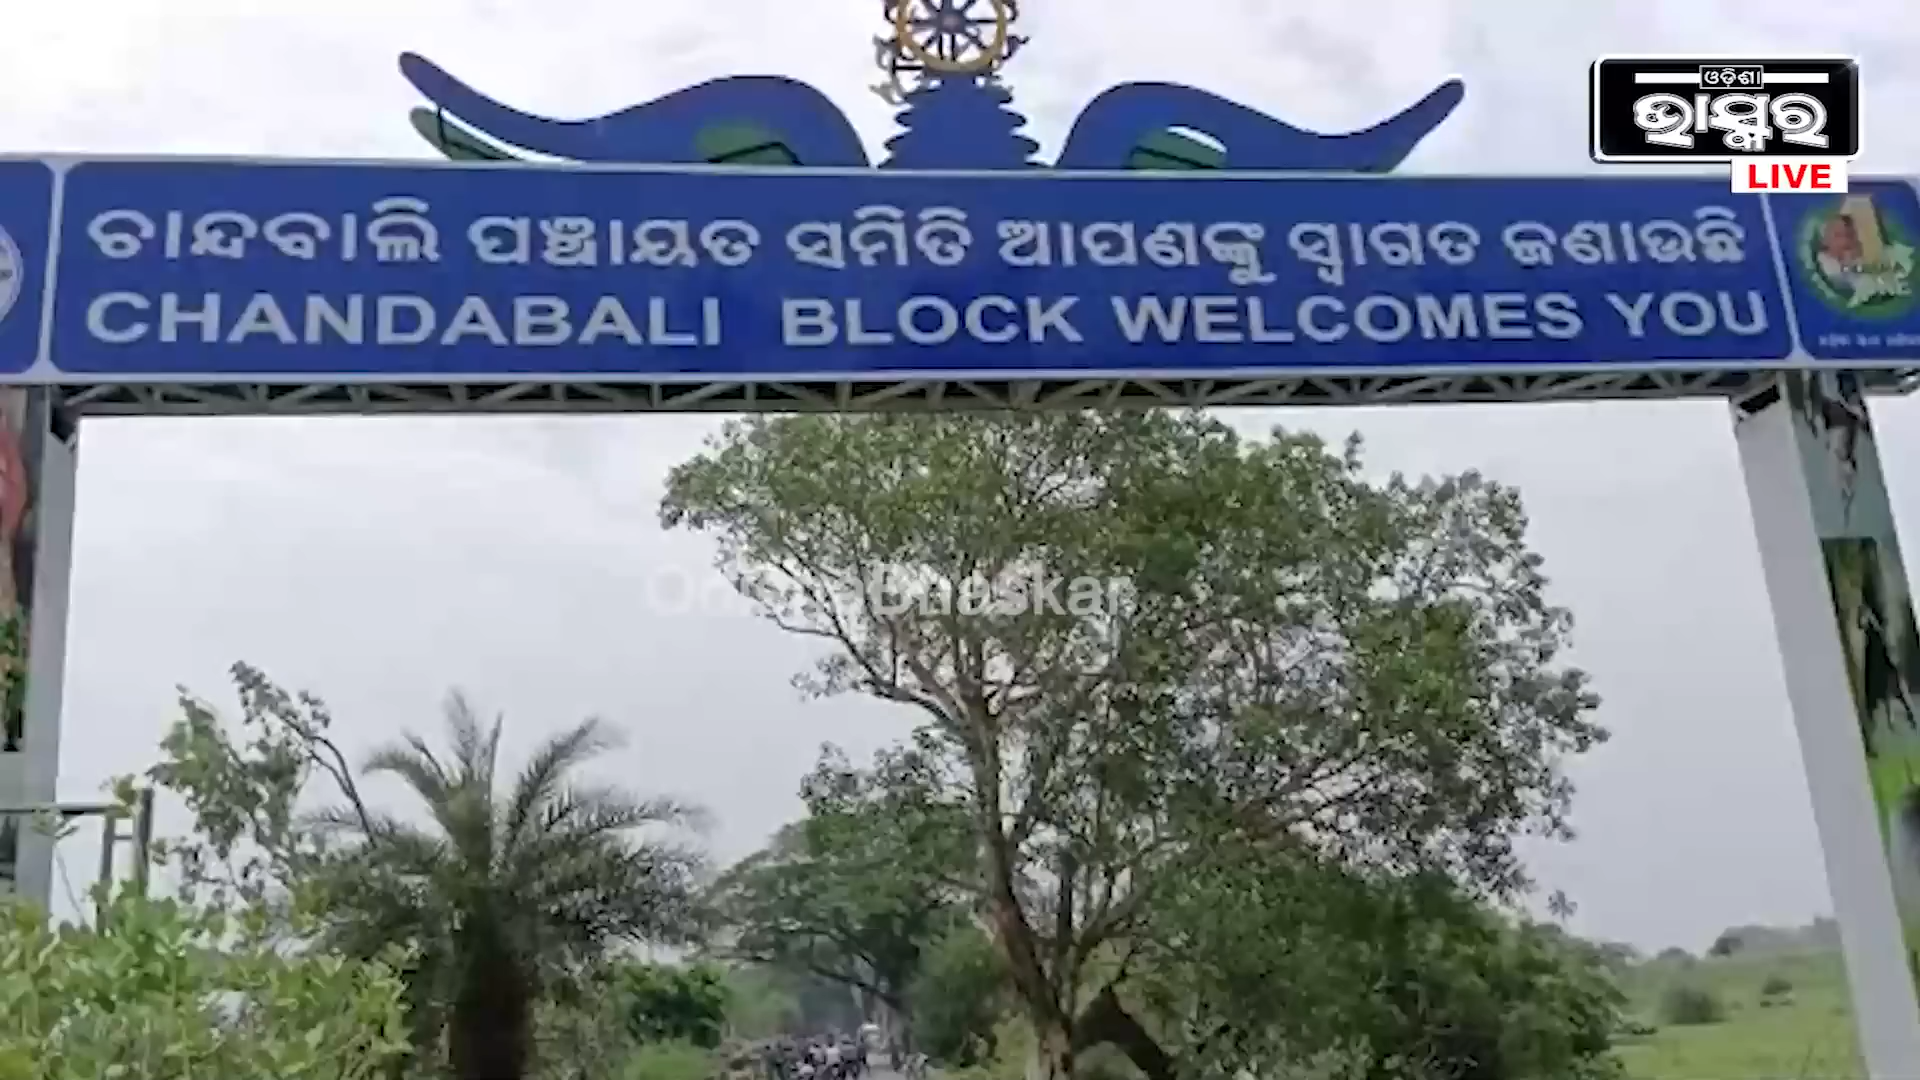 ଓଡ଼ିଶା
ଭାସ୍କର
LIVE
ଚାନ୍ଦବାଲି ପଞ୍ଚାୟତ ସମିତି ଆପଣଙ୍କୁ ସ୍ୱାଗତ ଜଣାଉଛି
CHANDABALI BLOCK WELCOMES YOU